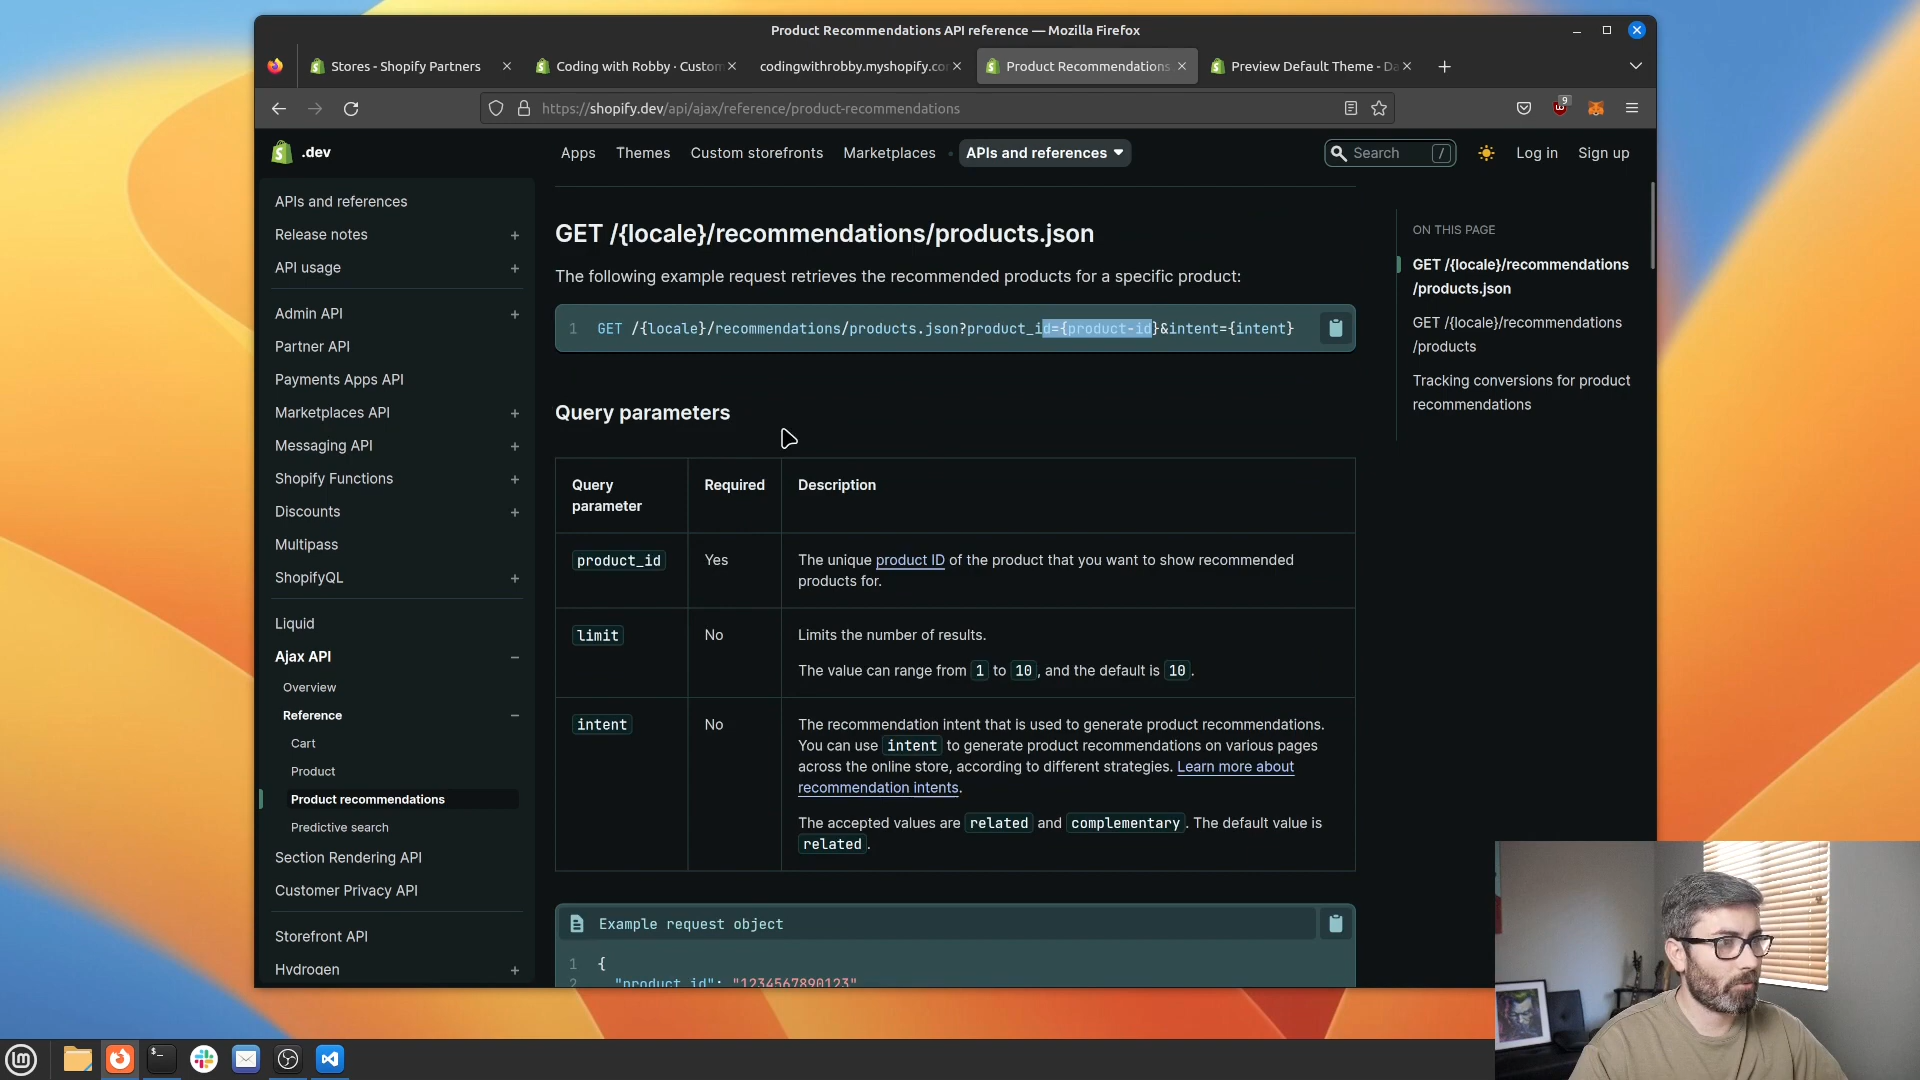 Product Recommendations API reference — Mozilla Firefox
Stores - Shopify Partners
Coding with Robby · Custom
codingwithrobby.myshopify.co
Product Recommendations
Preview Default Theme - Da
https://shopify.dev/api/ajax/reference/product-recommendations
9
.dev
Apps
Themes
Custom storefronts
Marketplaces
APIs and references
Search
/
Log in
Sign up
APIs and references
Release notes
API usage
Admin API
Partner API
Payments Apps API
Marketplaces API
Messaging API
Shopify Functions
Discounts
Multipass
ShopifyQL
Liquid
Ajax API
Overview
Reference
Cart
Product
Product recommendations
Predictive search
Section Rendering API
Customer Privacy API
Storefront API
Hydrogen
GET /{locale}/recommendations/products.json
The following example request retrieves the recommended products for a specific product:
1 GET /{locale}/recommendations/products.json?product_id={product-id}&intent={intent}
Query parameters
Query
parameter
Required
Description
product_id
Yes
The unique product ID of the product that you want to show recommended
products for.
limit
No
Limits the number of results.
The value can range from 1 to 10, and the default is 10.
intent
No
The recommendation intent that is used to generate product recommendations.
You can use intent to generate product recommendations on various pages
across the online store, according to different strategies. Learn more about
recommendation intents.
The accepted values are related and complementary. The default value is
related.
Example request object
1 {
2 "product_id": "1234567890123"
ON THIS PAGE
GET /{locale}/recommendations
/products.json
GET /{locale}/recommendations
/products
Tracking conversions for product
recommendations